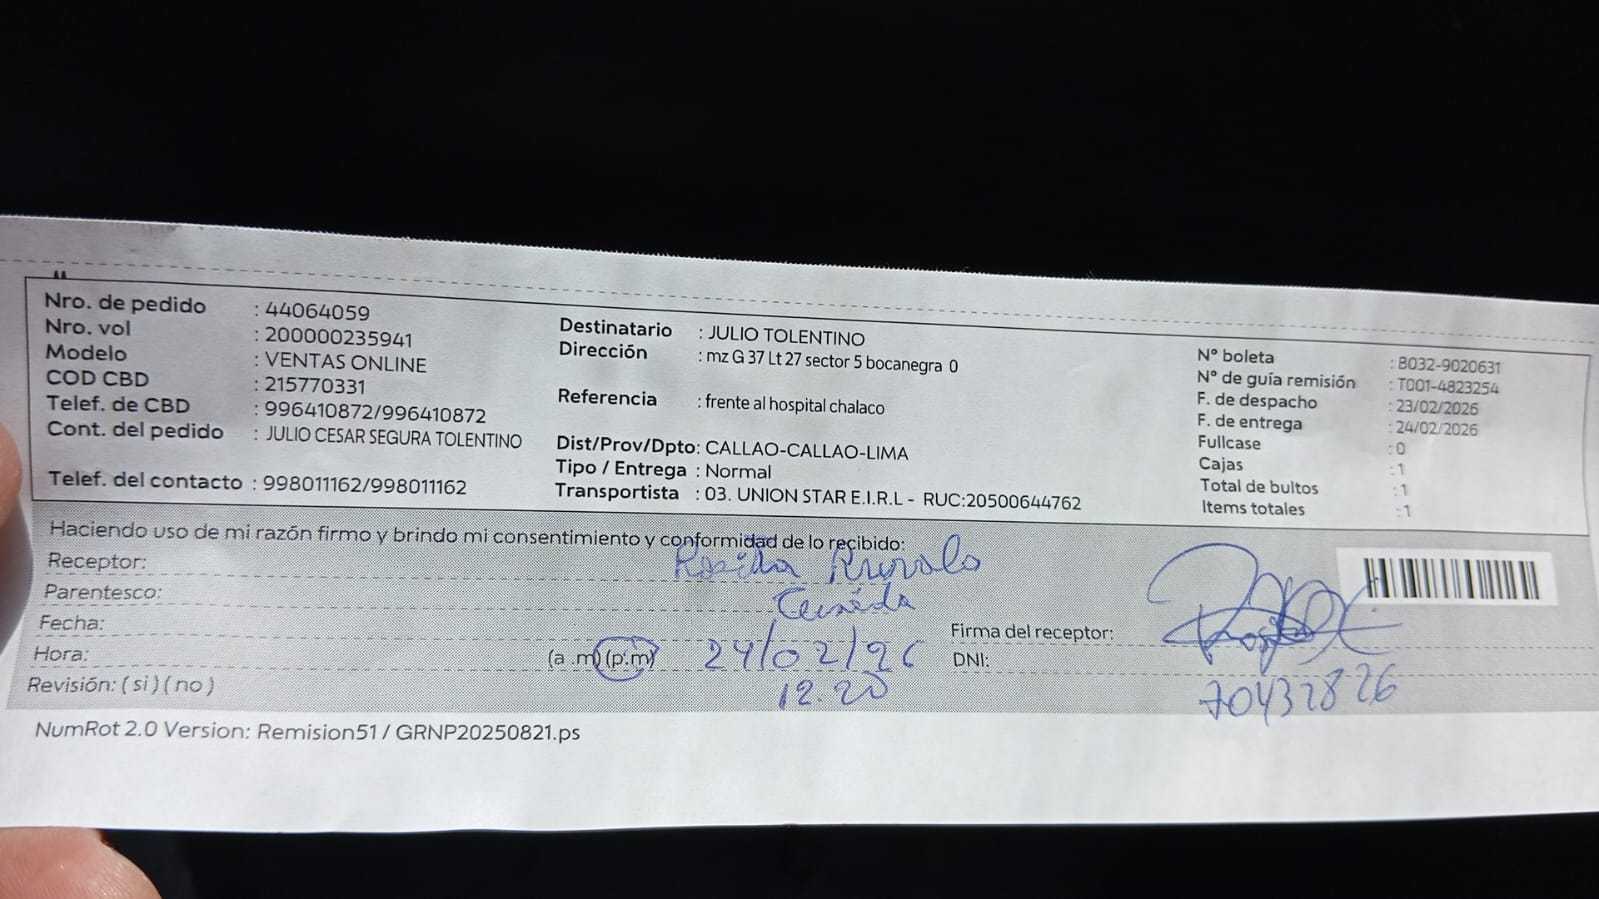 Nro. de pedido : 44064059
Nro. vol : 200000235941
Modelo : VENTAS ONLINE
COD CBD : 215770331
Telef. de CBD : 996410872/996410872
Cont. del pedido : JULIO CESAR SEGURA TOLENTINO
Telef. del contacto : 998011162/998011162
Destinatario : JULIO TOLENTINO
Dirección : mz G 37 Lt 27 sector 5 bocanegra 0
Referencia : frente al hospital chalaco
Dist/Prov/Dpto: CALLAO-CALLAO-LIMA
Tipo / Entrega : Normal
Transportista : 03. UNION STAR E.I.R.L - RUC:20500644762
N° boleta : B032-9020631
N° de guía remisión : T001-4823254
F. de despacho : 23/02/2026
F. de entrega : 24/02/2026
Fullcase : 0
Cajas : 1
Total de bultos : 1
Items totales : 1
Haciendo uso de mi razón firmo y brindo mi consentimiento y conformidad de lo recibido:
Receptor:
Parentesco:
Fecha: 24/02/26
Hora: (a .m) (p.m) 12.20
Revisión: ( si ) ( no )
Firma del receptor:
DNI: 70432826
NumRot 2.0 Version: Remision51 / GRNP20250821.ps